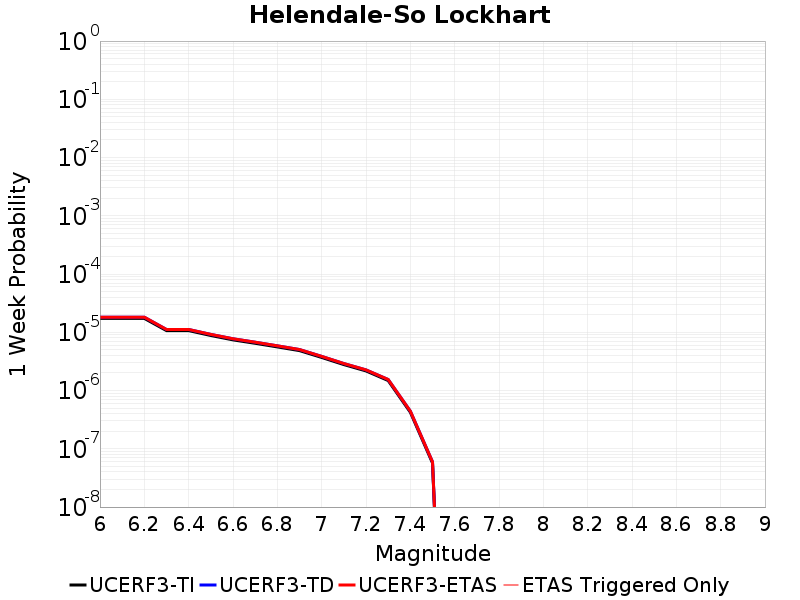 Helendale-So Lockhart
1 Week Probability
10^0
10^-1
10^-2
10^-3
10^-4
10^-5
10^-6
10^-7
10^-8
6 6.2 6.4 6.6 6.8 7 7.2 7.4 7.6 7.8 8 8.2 8.4 8.6 8.8 9
Magnitude
UCERF3-TI UCERF3-TD UCERF3-ETAS ETAS Triggered Only